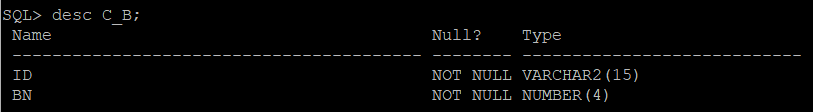 SQL> desc C_B;
Name Null? Type
----------------------------------------- -------- ----------------------------
ID NOT NULL VARCHAR2(15)
BN NOT NULL NUMBER(4)